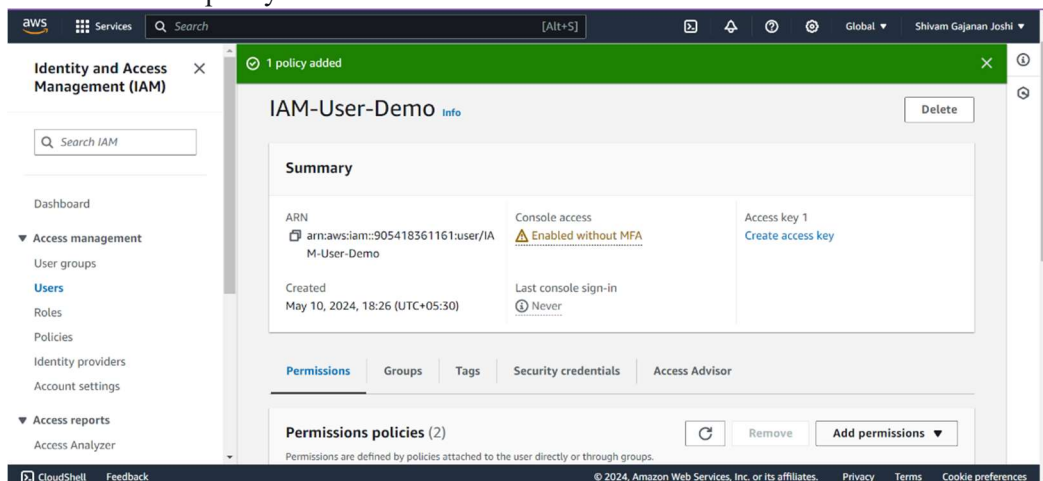 aws Services Search [Alt+S] Global ▼ Shivam Gajanan Joshi ▼
Identity and Access Management (IAM)
Search IAM
Dashboard
▼ Access management
User groups
Users
Roles
Policies
Identity providers
Account settings
▼ Access reports
Access Analyzer
1 policy added
IAM-User-Demo Info
Delete
Summary
ARN
arn:aws:iam::905418361161:user/IA
M-User-Demo
Created
May 10, 2024, 18:26 (UTC+05:30)
Console access
Enabled without MFA
Last console sign-in
Never
Access key 1
Create access key
Permissions Groups Tags Security credentials Access Advisor
Permissions policies (2)
Remove Add permissions ▼
Permissions are defined by policies attached to the user directly or through groups.
CloudShell Feedback © 2024, Amazon Web Services, Inc. or its affiliates. Privacy Terms Cookie preferences